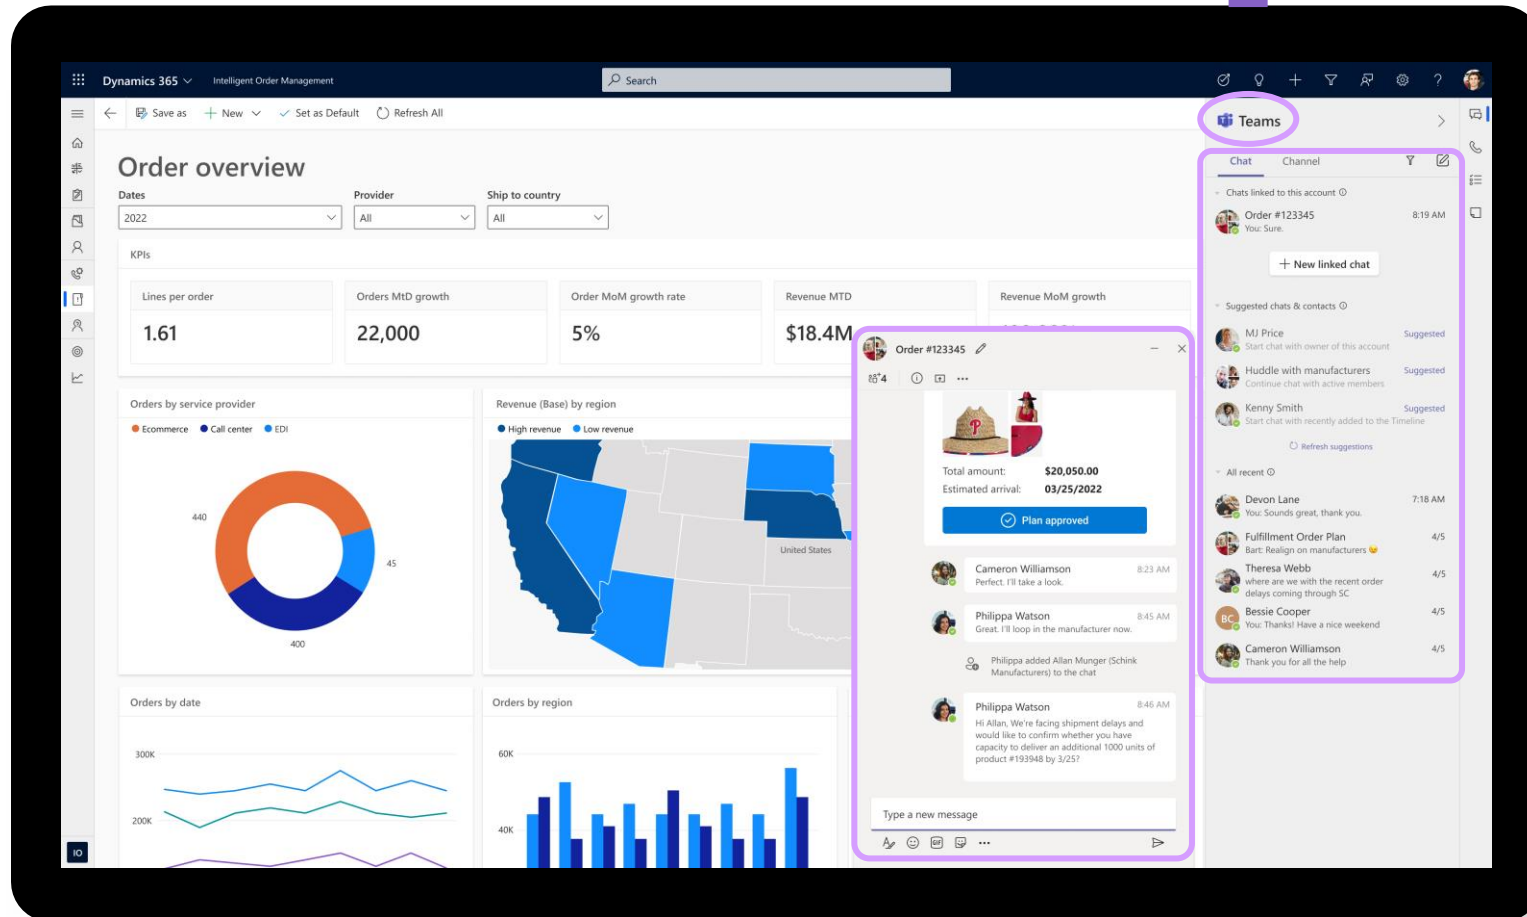 Dynamics 365
Intelligent Order Management
Search
Save as
New
Set as Default
Refresh All
Order overview
Dates
Provider
Ship to country
2022
All
All
KPIs
Lines per order
Orders MtD growth
Order MoM growth rate
Revenue MTD
Revenue MoM growth
1.61
22,000
5%
$18.4M
Orders by service provider
Ecommerce
Call center
EDI
440
45
400
Revenue (Base) by region
High revenue
Low revenue
United States
Orders by date
300K
200K
Orders by region
60K
40K
IO
Order #123345
4
P
Total amount: $20,050.00
Estimated arrival: 03/25/2022
Plan approved
Cameron Williamson 8:23 AM
Perfect. I'll take a look.
Philippa Watson 8:45 AM
Great. I'll loop in the manufacturer now.
Philippa added Allan Munger (Schink
Manufacturers) to the chat
Philippa Watson 8:46 AM
Hi Allan, We're facing shipment delays and
would like to confirm whether you have
capacity to deliver an additional 1000 units of
product #193948 by 3/25?
Type a new message
GIF
Teams
Chat
Channel
Chats linked to this account
Order #123345 8:19 AM
You: Sure.
New linked chat
Suggested chats & contacts
MJ Price Suggested
Start chat with owner of this account
Huddle with manufacturers Suggested
Continue chat with active members
Kenny Smith Suggested
Start chat with recently added to the Timeline
Refresh suggestions
All recent
Devon Lane 7:18 AM
You: Sounds great, thank you.
Fulfillment Order Plan 4/5
Bart: Realign on manufacturers
Theresa Webb 4/5
where are we with the recent order
delays coming through SC
BC
Bessie Cooper 4/5
You: Thanks! Have a nice weekend
Cameron Williamson 4/5
Thank you for all the help